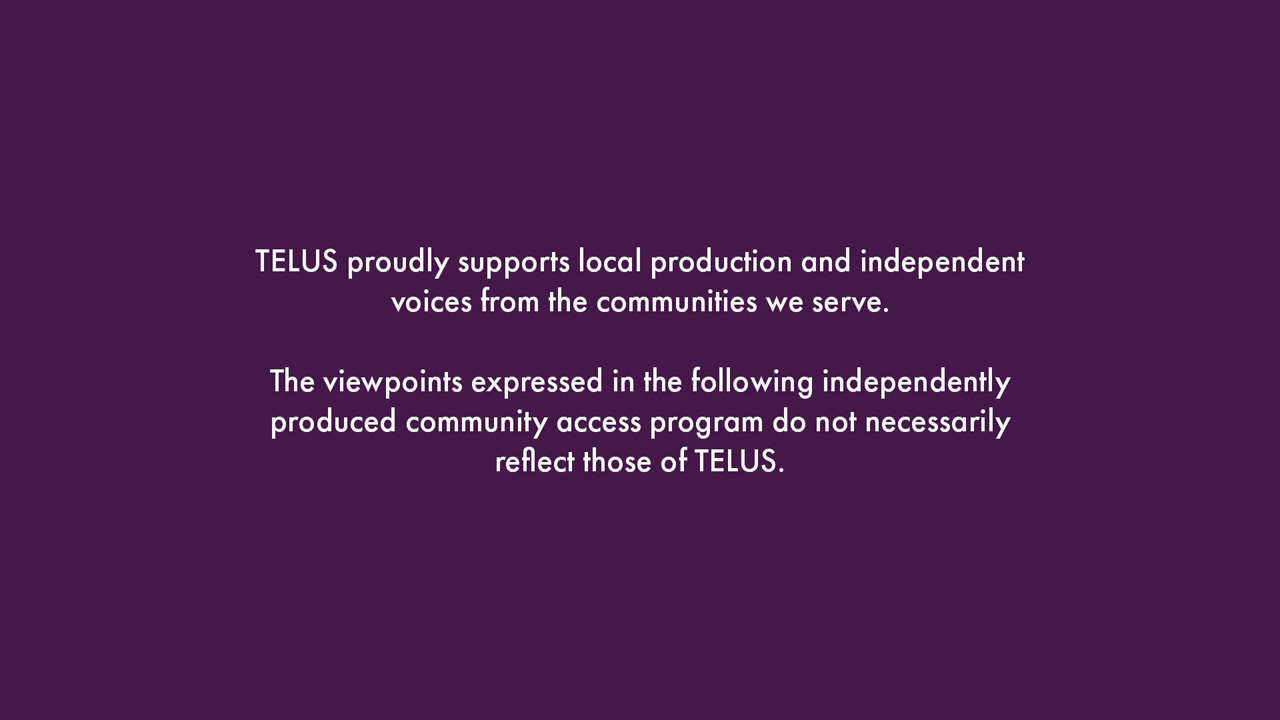 TELUS proudly supports local production and independent
voices from the communities we serve.
The viewpoints expressed in the following independently
produced community access program do not necessarily
reflect those of TELUS.